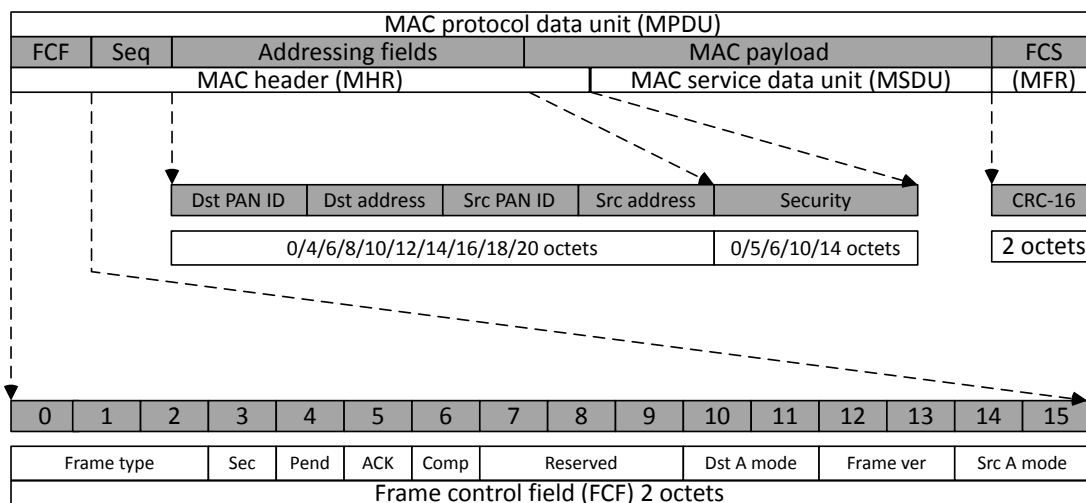 MAC protocol data unit (MPDU)
FCF Seq Addressing fields MAC payload FCS
MAC header (MHR) MAC service data unit (MSDU) (MFR)
Dst PAN ID Dst address Src PAN ID Src address Security CRC-16
0/4/6/8/10/12/14/16/18/20 octets 0/5/6/10/14 octets 2 octets
0 1 2 3 4 5 6 7 8 9 10 11 12 13 14 15
Frame type Sec Pend ACK Comp Reserved Dst A mode Frame ver Src A mode
Frame control field (FCF) 2 octets